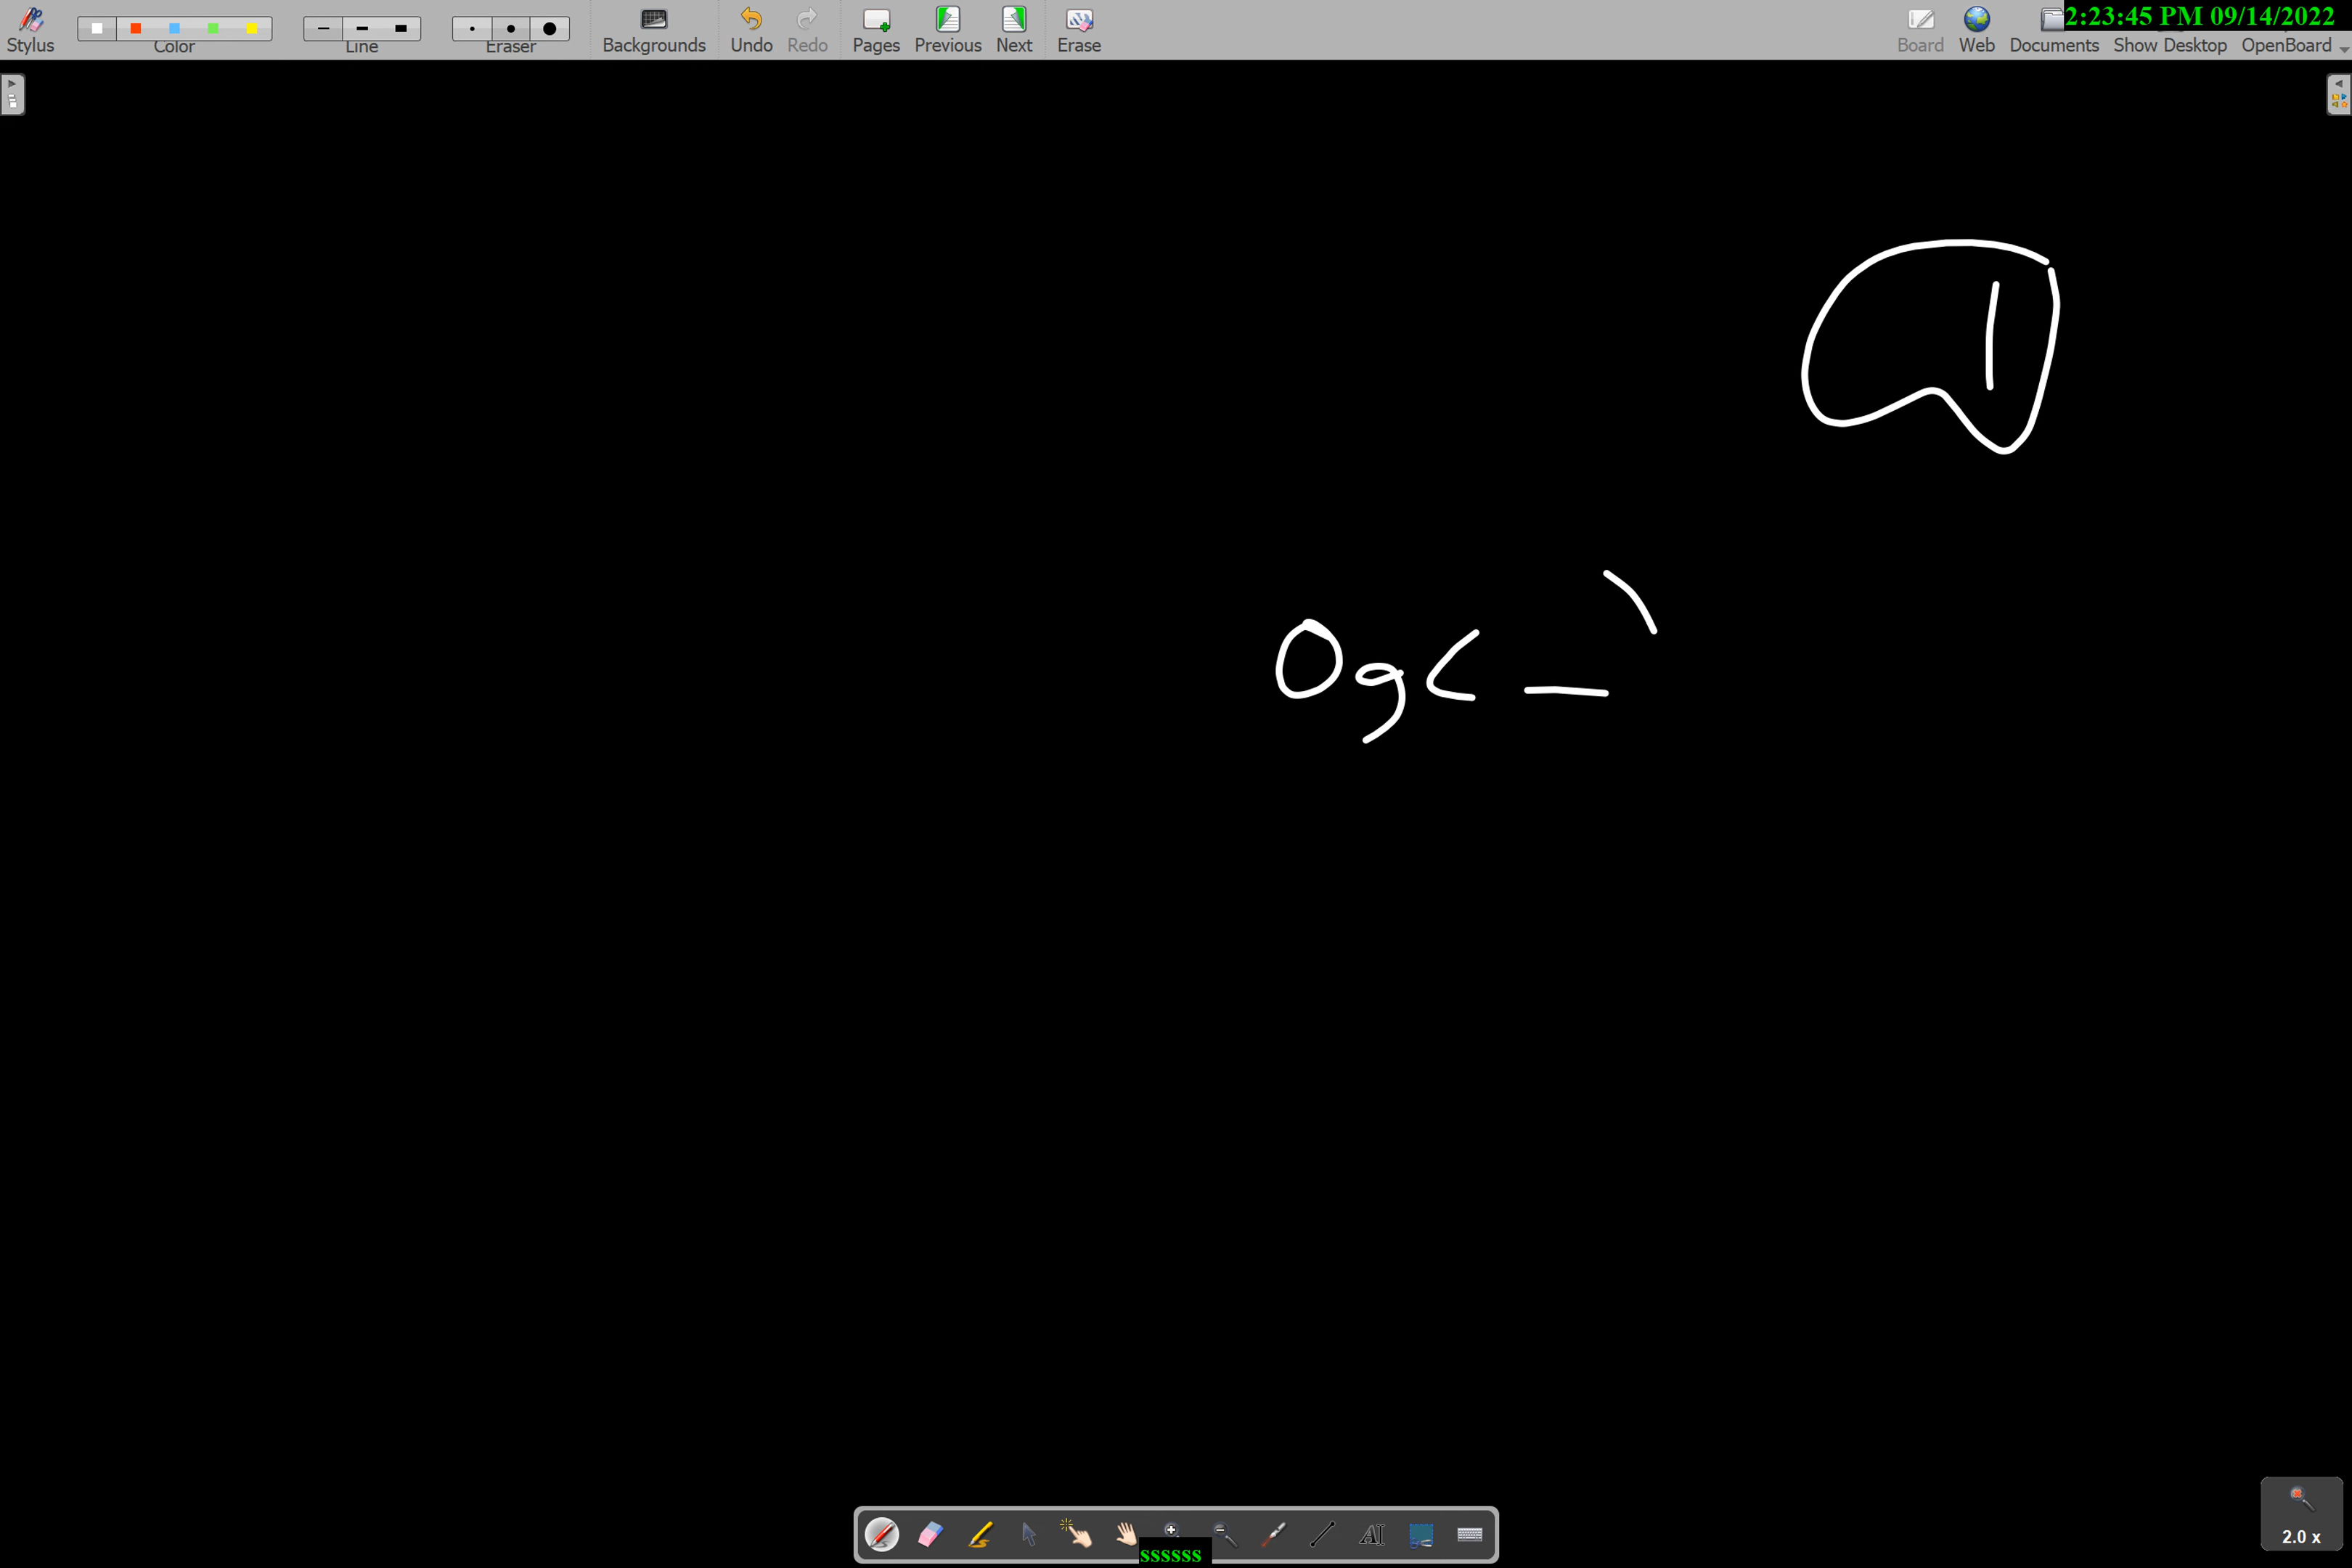 2:23:45 PM 09/14/2022
Stylus Color Line Eraser Backgrounds Undo Redo Pages Previous Next Erase Board Web Documents Show Desktop OpenBoard
1
ssssss
2.0 x